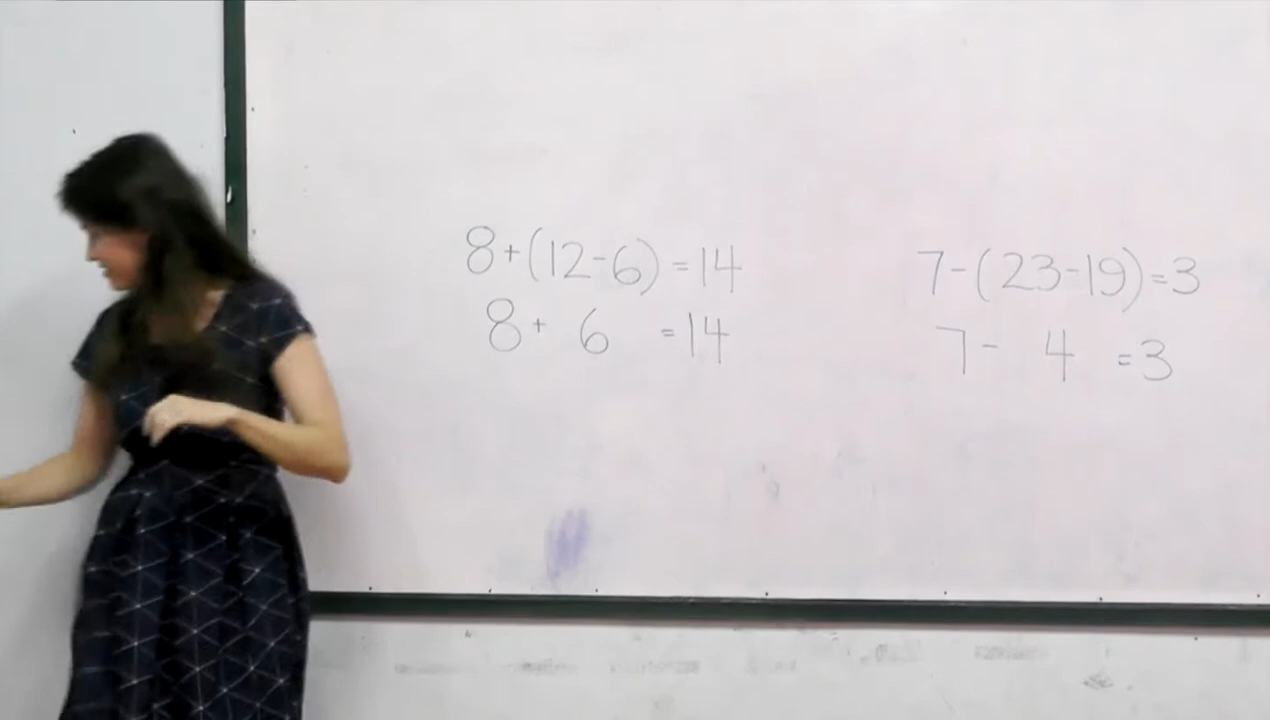 8+(12-6)=14
8+ 6 =14
7-(23-19)=3
7- 4 =3